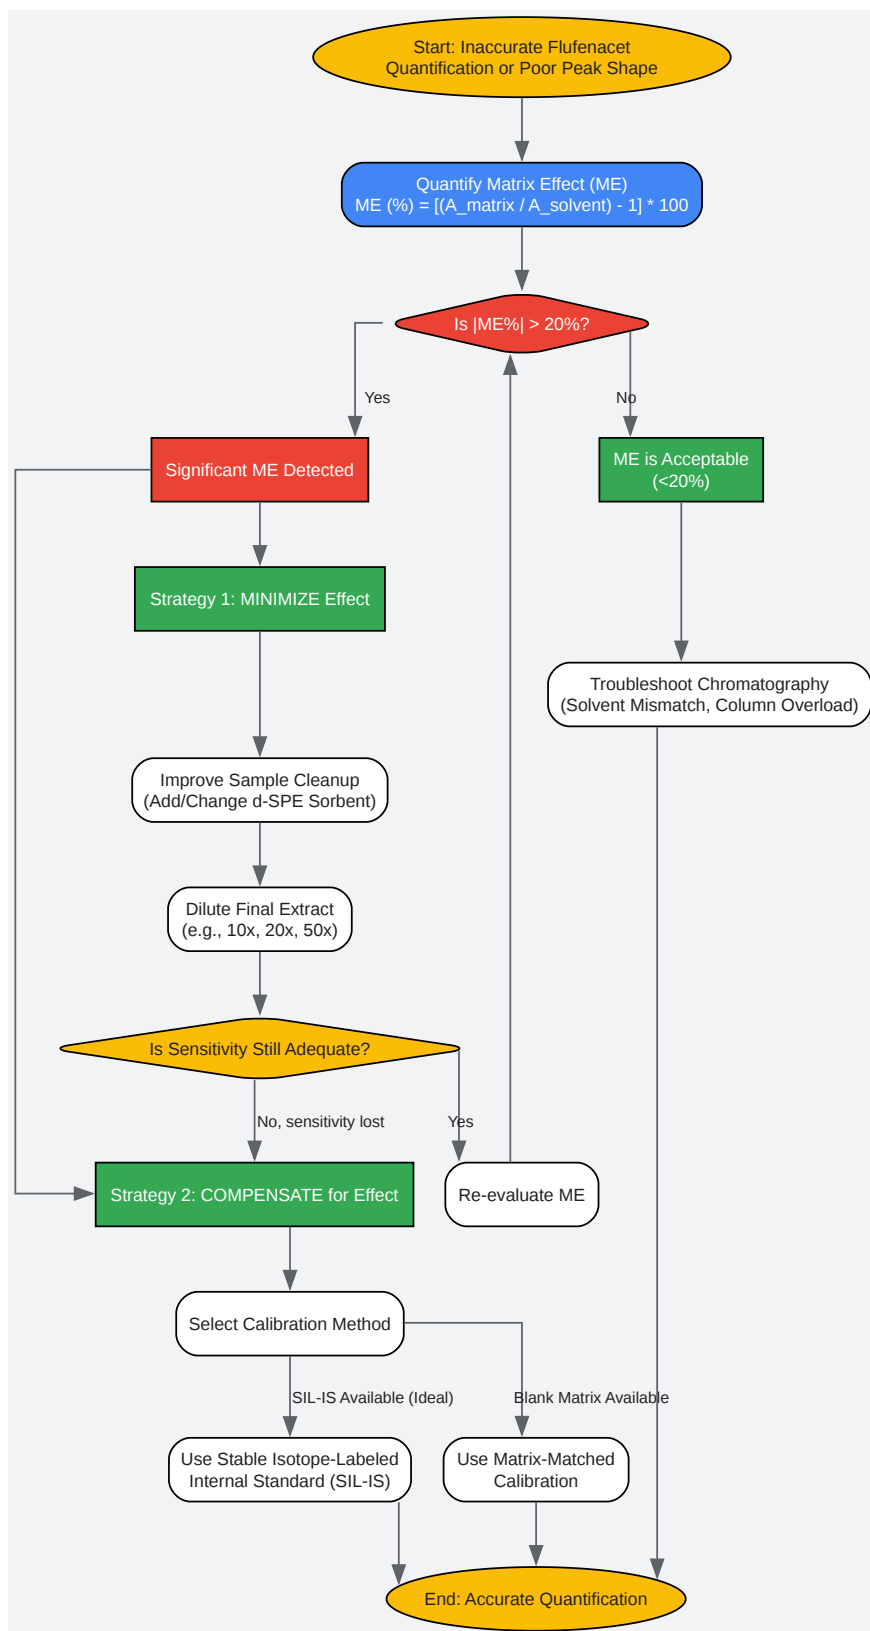 Start: Inaccurate Flufenacet
Quantification or Poor Peak Shape
Quantify Matrix Effect (ME)
ME (%) = [(A_matrix / A_solvent) - 1] * 100
Is |ME%| > 20%?
Yes
No
Significant ME Detected
ME is Acceptable
(<20%)
Strategy 1: MINIMIZE Effect
Troubleshoot Chromatography
(Solvent Mismatch, Column Overload)
Improve Sample Cleanup
(Add/Change d-SPE Sorbent)
Dilute Final Extract
(e.g., 10x, 20x, 50x)
Is Sensitivity Still Adequate?
No, sensitivity lost
Yes
Strategy 2: COMPENSATE for Effect
Re-evaluate ME
Select Calibration Method
SIL-IS Available (Ideal)
Blank Matrix Available
Use Stable Isotope-Labeled
Internal Standard (SIL-IS)
Use Matrix-Matched
Calibration
End: Accurate Quantification